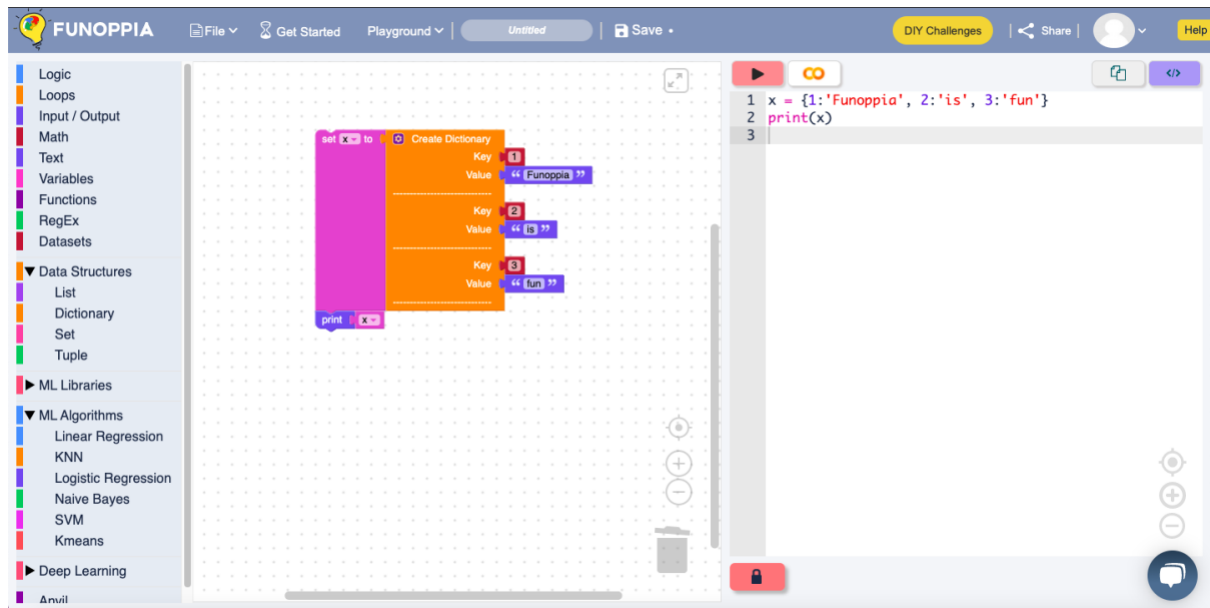 FUNOPPIA File Get Started Playground Untitled Save DIY Challenges Share Help
Logic
Loops
Input / Output
Math
Text
Variables
Functions
RegEx
Datasets
Data Structures
List
Dictionary
Set
Tuple
ML Libraries
ML Algorithms
Linear Regression
KNN
Logistic Regression
Naive Bayes
SVM
Kmeans
Deep Learning
Anvil
set x to Create Dictionary
Key 1
Value “ Funoppia ”
Key 2
Value “ is ”
Key 3
Value “ fun ”
print x
</>
1 x = {1:'Funoppia', 2:'is', 3:'fun'}
2 print(x)
3